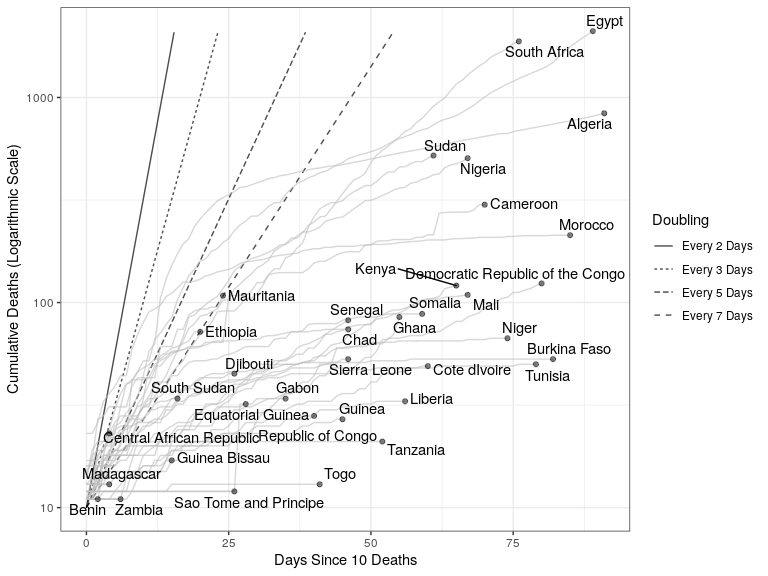 Egypt
South Africa
1000
Algeria
Sudan
Nigeria
Cameroon
Morocco
Kenya
Democratic Republic of the Congo
Mauritania
100
Senegal
Somalia
Mali
Ethiopia
Chad
Ghana
Niger
Djibouti
Sierra Leone
Cote dIvoire
Burkina Faso
Tunisia
South Sudan
Gabon
Equatorial Guinea
Guinea
Liberia
Central African Republic
Republic of Congo
Tanzania
Guinea Bissau
Madagascar
Togo
Sao Tome and Principe
10
Benin
Zambia
0
25
50
75
Days Since 10 Deaths
Cumulative Deaths (Logarithmic Scale)
Doubling
Every 2 Days
Every 3 Days
Every 5 Days
Every 7 Days